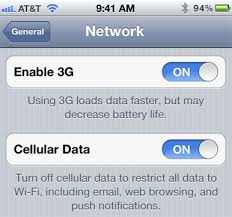 AT&T 9:41 AM 94%
General Network
Enable 3G ON
Using 3G loads data faster, but may
decrease battery life.
Cellular Data ON
Turn off cellular data to restrict all data to
Wi-Fi, including email, web browsing, and
push notifications.